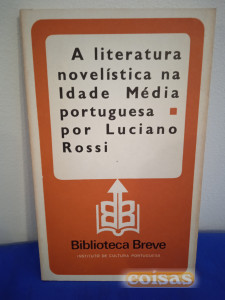 A literatura
novelística na
Idade Média
portuguesa ■
por Luciano
Rossi
Biblioteca Breve
INSTITUTO DE CULTURA PORTUGUESA
coisas